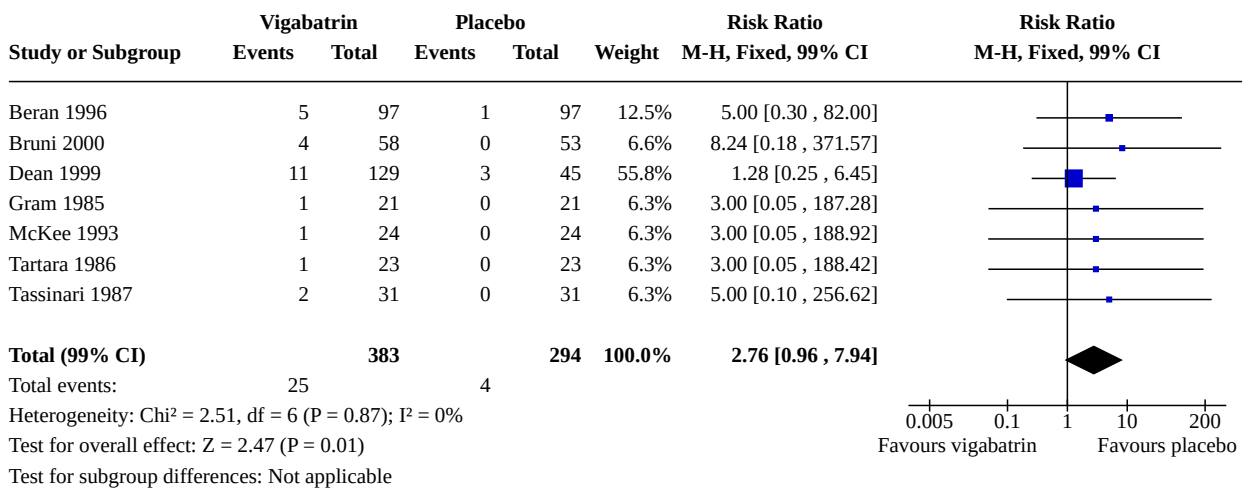 Vigabatrin Placebo Risk Ratio Risk Ratio
Study or Subgroup Events Total Events Total Weight M-H, Fixed, 99% CI M-H, Fixed, 99% CI
Beran 1996 5 97 1 97 12.5% 5.00 [0.30 , 82.00]
Bruni 2000 4 58 0 53 6.6% 8.24 [0.18 , 371.57]
Dean 1999 11 129 3 45 55.8% 1.28 [0.25 , 6.45]
Gram 1985 1 21 0 21 6.3% 3.00 [0.05 , 187.28]
McKee 1993 1 24 0 24 6.3% 3.00 [0.05 , 188.92]
Tartara 1986 1 23 0 23 6.3% 3.00 [0.05 , 188.42]
Tassinari 1987 2 31 0 31 6.3% 5.00 [0.10 , 256.62]
Total (99% CI) 383 294 100.0% 2.76 [0.96 , 7.94]
Total events: 25 4
Heterogeneity: Chi² = 2.51, df = 6 (P = 0.87); I² = 0% 0.005 0.1 1 10 200
Test for overall effect: Z = 2.47 (P = 0.01) Favours vigabatrin Favours placebo
Test for subgroup differences: Not applicable